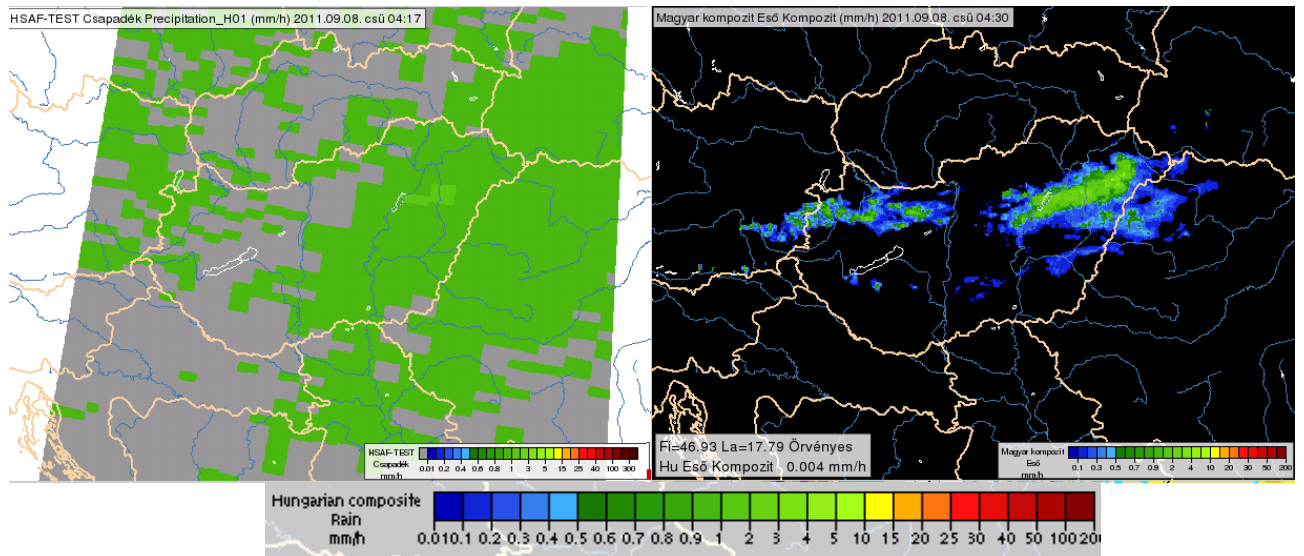 HSAF-TEST Csapadék Precipitation_H01 (mm/h) 2011.09.08. csü 04:17
Magyar kompozit Eső Kompozit (mm/h) 2011.09.08. csü 04:30
HSAF-TEST
Csapadék
mm/h
0.01 0.2 0.4 0.6 0.8 1 3 5 15 25 40 100 300
Fi=46.93 La=17.79 Örvényes
Hu Eső Kompozit 0.004 mm/h
Magyar kompozit
Eső
mm/h
0.1 0.3 0.5 0.7 0.9 2 4 10 20 30 50 200
Hungarian composite
Rain
mm/h
0.01 0.1 0.2 0.3 0.4 0.5 0.6 0.7 0.8 0.9 1 2 3 4 5 10 15 20 25 30 40 50 100 200